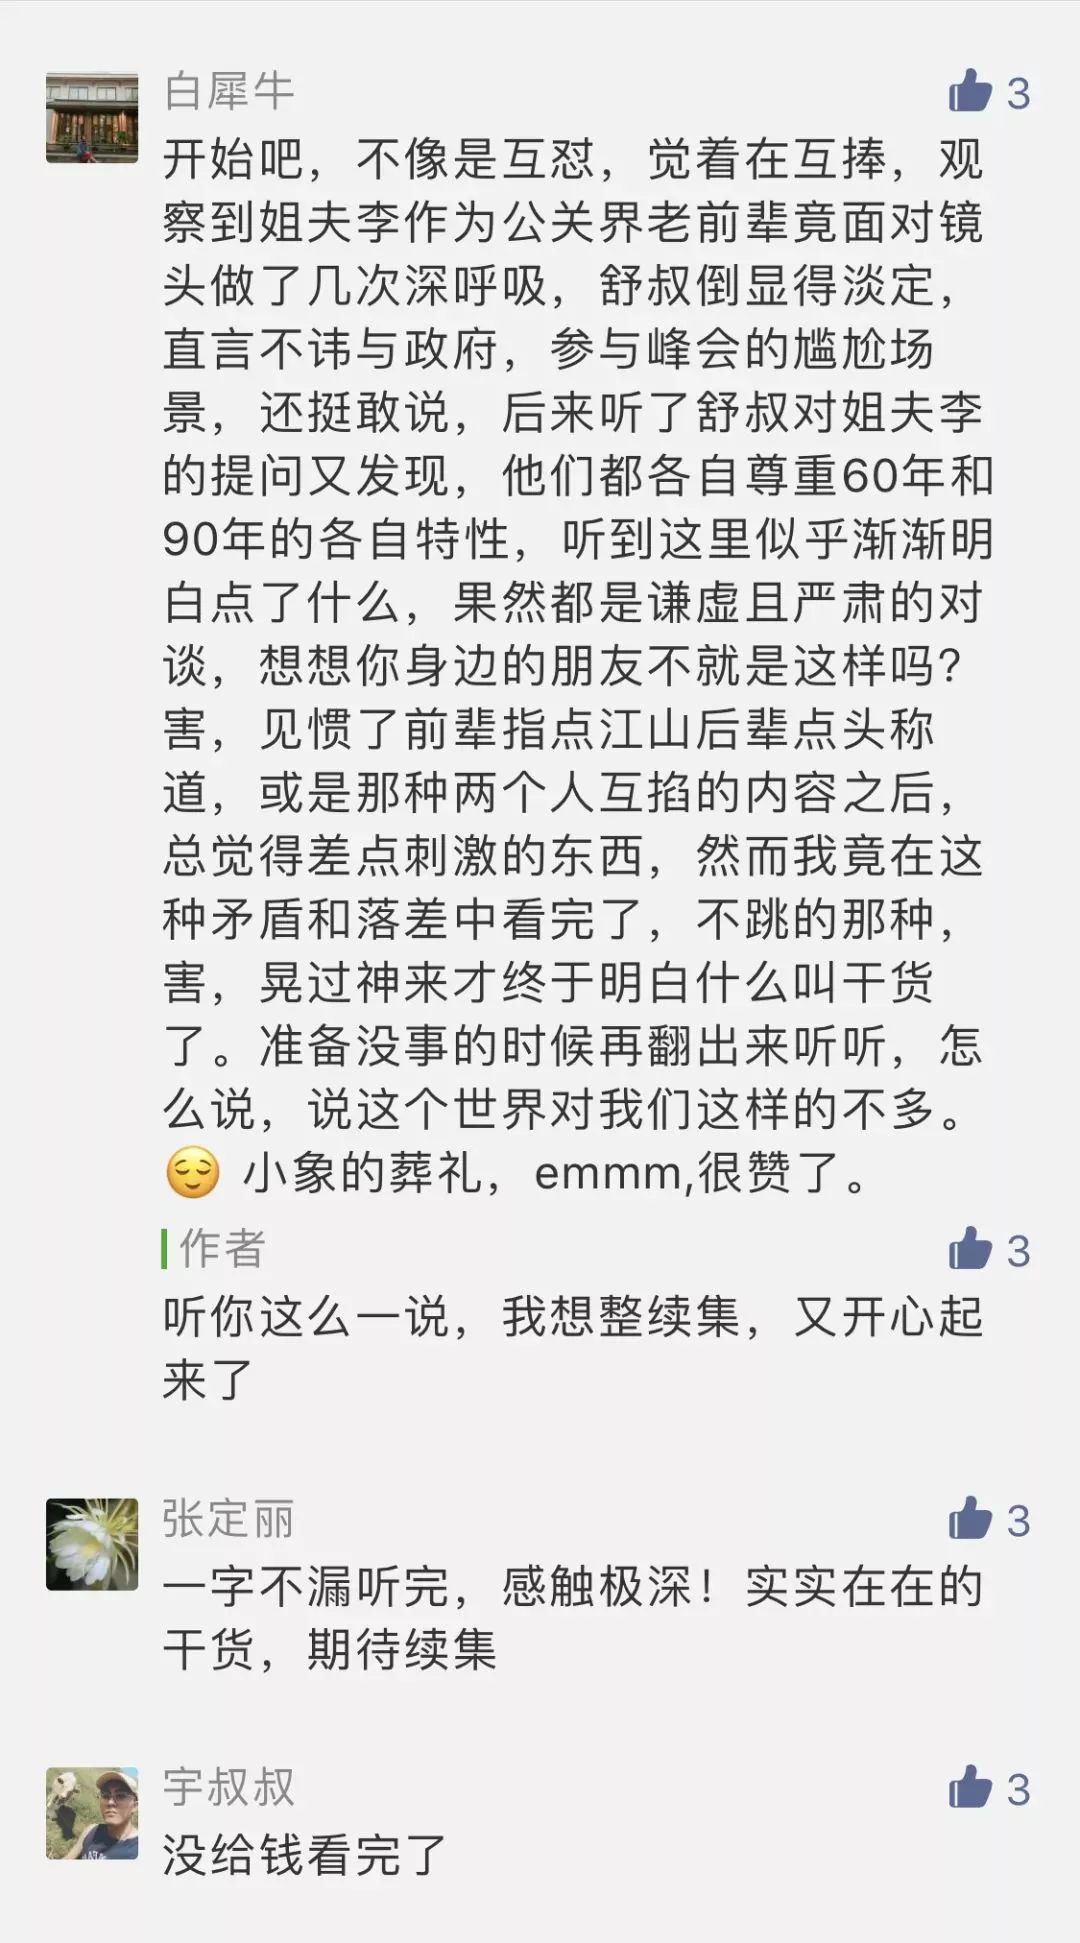 白犀牛
3
开始吧，不像是互怼，觉着在互捧，观
察到姐夫李作为公关界老前辈竟面对镜
头做了几次深呼吸，舒叔倒显得淡定，
直言不讳与政府，参与峰会的尴尬场
景，还挺敢说，后来听了舒叔对姐夫李
的提问又发现，他们都各自尊重60年和
90年的各自特性，听到这里似乎渐渐明
白点了什么，果然都是谦虚且严肃的对
谈，想想你身边的朋友不就是这样吗？
害，见惯了前辈指点江山后辈点头称
道，或是那种两个人互掐的内容之后，
总觉得差点刺激的东西，然而我竟在这
种矛盾和落差中看完了，不跳的那种，
害，晃过神来才终于明白什么叫干货
了。准备没事的时候再翻出来听听，怎
么说，说这个世界对我们这样的不多。
😌 小象的葬礼，emmm,很赞了。
作者
3
听你这么一说，我想整续集，又开心起
来了
张定丽
3
一字不漏听完，感触极深！实实在在的
干货，期待续集
宇叔叔
3
没给钱看完了